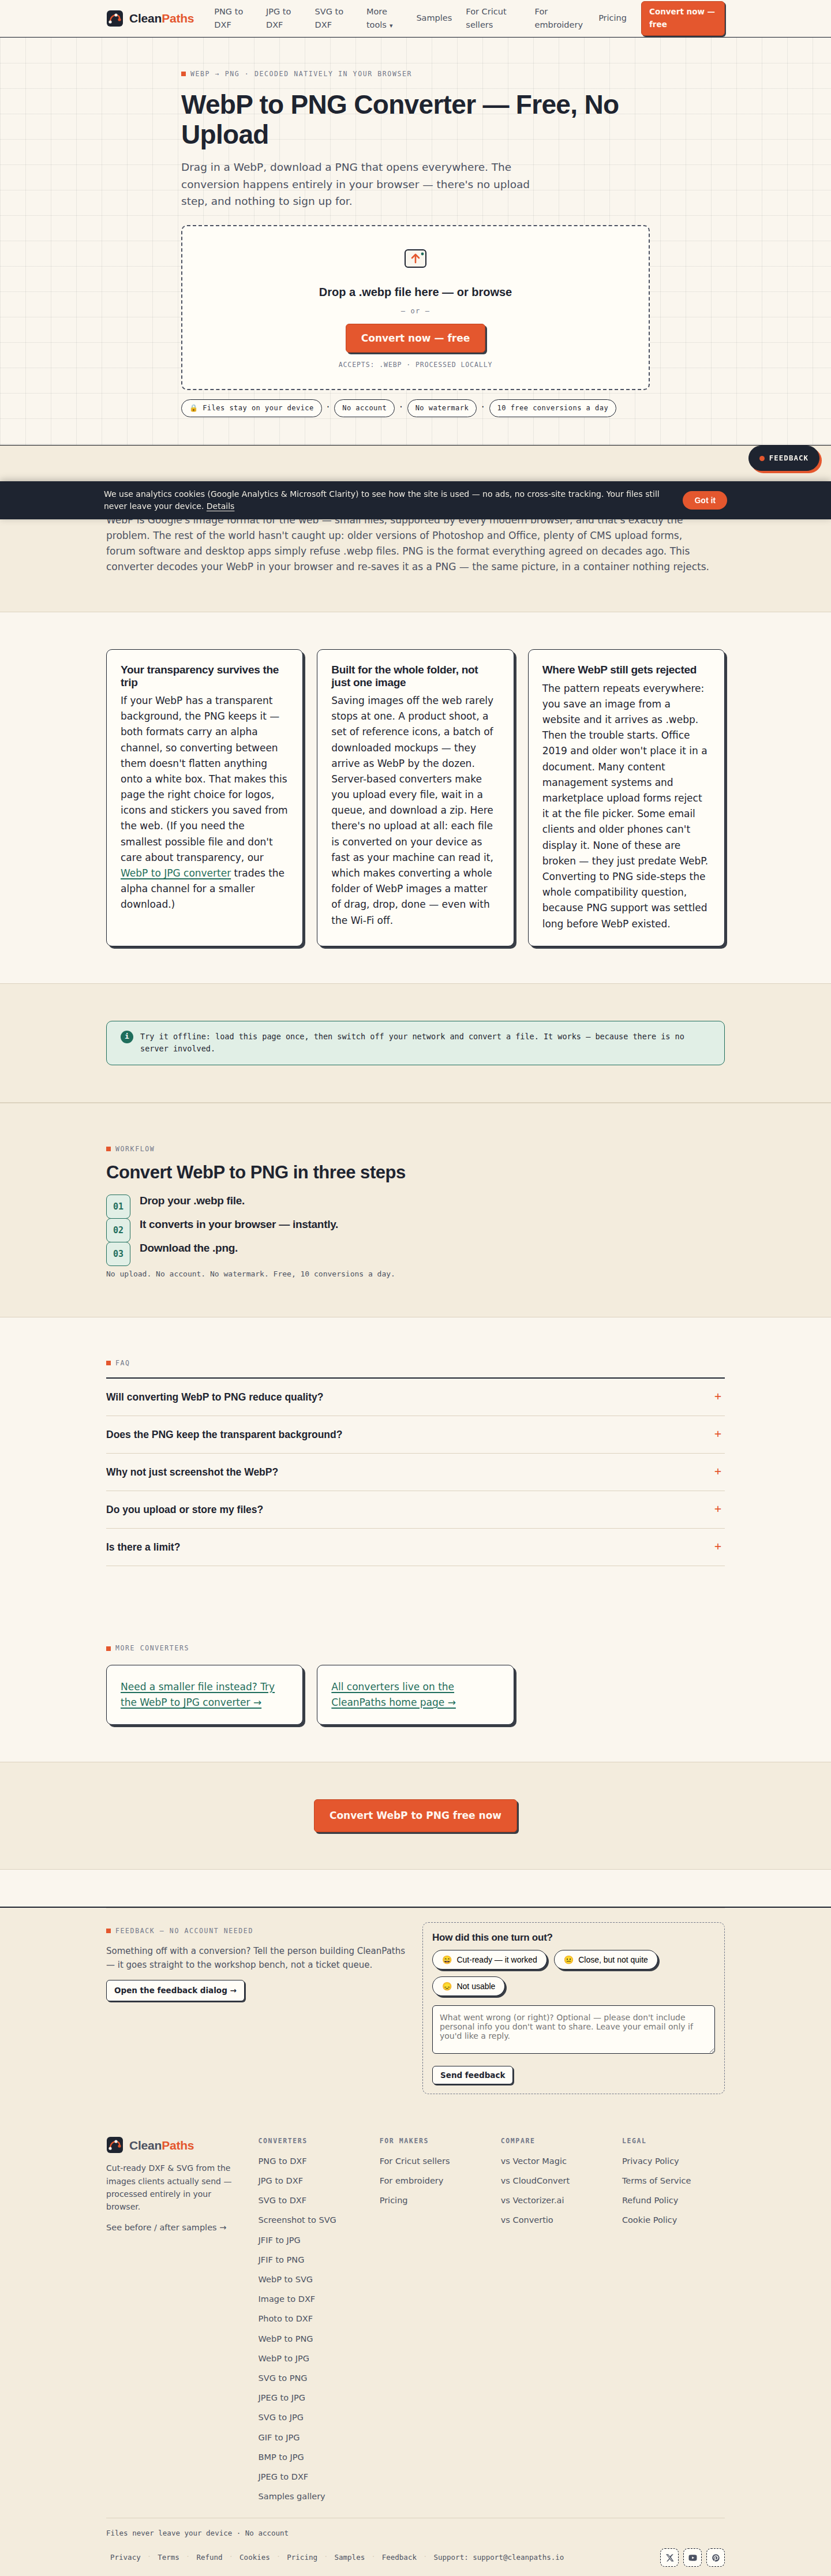 CleanPaths
PNG to DXF
JPG to DXF
SVG to DXF
More tools ▾
Samples
For Cricut sellers
For embroidery
Pricing
Convert now — free
WEBP → PNG · DECODED NATIVELY IN YOUR BROWSER
WebP to PNG Converter — Free, No
Upload
Drag in a WebP, download a PNG that opens everywhere. The
conversion happens entirely in your browser — there's no upload
step, and nothing to sign up for.
Drop a .webp file here — or browse
— or —
Convert now — free
ACCEPTS: .WEBP · PROCESSED LOCALLY
🔒 Files stay on your device · No account · No watermark · 10 free conversions a day
FEEDBACK
We use analytics cookies (Google Analytics & Microsoft Clarity) to see how the site is used — no ads, no cross-site tracking. Your files still
never leave your device. Details
Got it
WebP is Google's image format for the web — small files, supported by every modern browser, and that's exactly the
problem. The rest of the world hasn't caught up: older versions of Photoshop and Office, plenty of CMS upload forms,
forum software and desktop apps simply refuse .webp files. PNG is the format everything agreed on decades ago. This
converter decodes your WebP in your browser and re-saves it as a PNG — the same picture, in a container nothing rejects.
Your transparency survives the
trip
If your WebP has a transparent
background, the PNG keeps it —
both formats carry an alpha
channel, so converting between
them doesn't flatten anything
onto a white box. That makes this
page the right choice for logos,
icons and stickers you saved from
the web. (If you need the
smallest possible file and don't
care about transparency, our
WebP to JPG converter trades the
alpha channel for a smaller
download.)
Built for the whole folder, not
just one image
Saving images off the web rarely
stops at one. A product shoot, a
set of reference icons, a batch of
downloaded mockups — they
arrive as WebP by the dozen.
Server-based converters make
you upload every file, wait in a
queue, and download a zip. Here
there's no upload at all: each file
is converted on your device as
fast as your machine can read it,
which makes converting a whole
folder of WebP images a matter
of drag, drop, done — even with
the Wi-Fi off.
Where WebP still gets rejected
The pattern repeats everywhere:
you save an image from a
website and it arrives as .webp.
Then the trouble starts. Office
2019 and older won't place it in a
document. Many content
management systems and
marketplace upload forms reject
it at the file picker. Some email
clients and older phones can't
display it. None of these are
broken — they just predate WebP.
Converting to PNG side-steps the
whole compatibility question,
because PNG support was settled
long before WebP existed.
i
Try it offline: load this page once, then switch off your network and convert a file. It works — because there is no
server involved.
WORKFLOW
Convert WebP to PNG in three steps
01 Drop your .webp file.
02 It converts in your browser — instantly.
03 Download the .png.
No upload. No account. No watermark. Free, 10 conversions a day.
FAQ
Will converting WebP to PNG reduce quality? +
Does the PNG keep the transparent background? +
Why not just screenshot the WebP? +
Do you upload or store my files? +
Is there a limit? +
MORE CONVERTERS
Need a smaller file instead? Try
the WebP to JPG converter →
All converters live on the
CleanPaths home page →
Convert WebP to PNG free now
FEEDBACK — NO ACCOUNT NEEDED
Something off with a conversion? Tell the person building CleanPaths
— it goes straight to the workshop bench, not a ticket queue.
Open the feedback dialog →
How did this one turn out?
😄 Cut-ready — it worked
😐 Close, but not quite
😞 Not usable
What went wrong (or right)? Optional — please don't include
personal info you don't want to share. Leave your email only if
you'd like a reply.
Send feedback
CleanPaths
Cut-ready DXF & SVG from the
images clients actually send —
processed entirely in your
browser.
See before / after samples →
CONVERTERS
PNG to DXF
JPG to DXF
SVG to DXF
Screenshot to SVG
JFIF to JPG
JFIF to PNG
WebP to SVG
Image to DXF
Photo to DXF
WebP to PNG
WebP to JPG
SVG to PNG
JPEG to JPG
SVG to JPG
GIF to JPG
BMP to JPG
JPEG to DXF
Samples gallery
FOR MAKERS
For Cricut sellers
For embroidery
Pricing
COMPARE
vs Vector Magic
vs CloudConvert
vs Vectorizer.ai
vs Convertio
LEGAL
Privacy Policy
Terms of Service
Refund Policy
Cookie Policy
Files never leave your device · No account
Privacy · Terms · Refund · Cookies · Pricing · Samples · Feedback · Support: support@cleanpaths.io